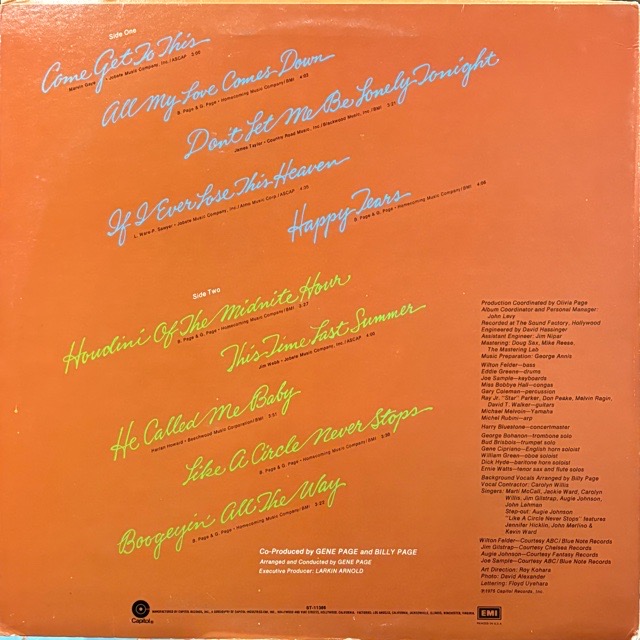 Side One
Come Get To This
Marvin Gaye • Jobete Music Company, Inc./ASCAP 3:00
All My Love Comes Down
B. Page & G. Page • Homecoming Music Company/BMI 4:03
Don't Let Me Be Lonely Tonight
James Taylor • Country Road Music, Inc./Blackwood Music, Inc./BMI 3:21
If I Ever Lose This Heaven
L. Ware-P. Sawyer • Jobete Music Company, Inc./Almo Music Corp./ASCAP
Happy Tears
B. Page & G. Page • Homecoming Music Company/BMI 4:06
Side Two
Houdini Of The Midnite Hour
B. Page & G. Page • Homecoming Music Company/BMI 3:27
This Time Last Summer
Jim Webb • Jobete Music Company, Inc./ASCAP
He Called Me Baby
Harlan Howard • Beechwood Music Corporation/BMI 3:51
Like A Circle Never Stops
B. Page & G. Page • Homecoming Music Company/BMI
Boogeyin' All The Way
B. Page & G. Page • Homecoming Music Company/BMI
Co-Produced by GENE PAGE and BILLY PAGE
Arranged and Conducted by GENE PAGE
Executive Producer: LARKIN ARNOLD
Production Coordinated by Olivia Page
Album Coordinator and Personal Manager:
John Levy
Recorded at The Sound Factory, Hollywood
Engineered by David Hassinger
Assistant Engineer: Jim Nipar
Mastering: Doug Sax, Mike Reese,
The Mastering Lab
Music Preparation: George Annis
Wilton Felder—bass
Eddie Greene—drums
Joe Sample—keyboards
Miss Bobbye Hall—congas
Gary Coleman—percussion
Ray Jr. "Star" Parker, Don Peake, Melvin Ragin,
David T. Walker—guitars
Michael Melvoin—Yamaha
Michel Rubini—arp
Harry Bluestone—concertmaster
George Bohanon—trombone solo
Bud Brisbois—trumpet solo
Gene Cipriano—English horn soloist
William Green—oboe soloist
Dick Hyde—baritone horn soloist
Ernie Watts—tenor sax and flute solos
Background Vocals Arranged by Billy Page
Vocal Contractor: Carolyn Willis
Singers: Marti McCall, Jackie Ward, Carolyn
Willis, Jim Gilstrap, Augie Johnson,
John Lehman
Step-out: Augie Johnson
"Like A Circle Never Stops" features
Jennifer Hicklin, John Merlino &
Kevin Ward
Wilton Felder—Courtesy ABC/Blue Note Records
Jim Gilstrap—Courtesy Chelsea Records
Augie Johnson—Courtesy Fantasy Records
Joe Sample—Courtesy ABC/Blue Note Records
Art Direction: Roy Kohara
Photo: David Alexander
Lettering: Lloyd Uyehara
℗1975 Capitol Records, Inc.
Capitol
ST-11389
EMI